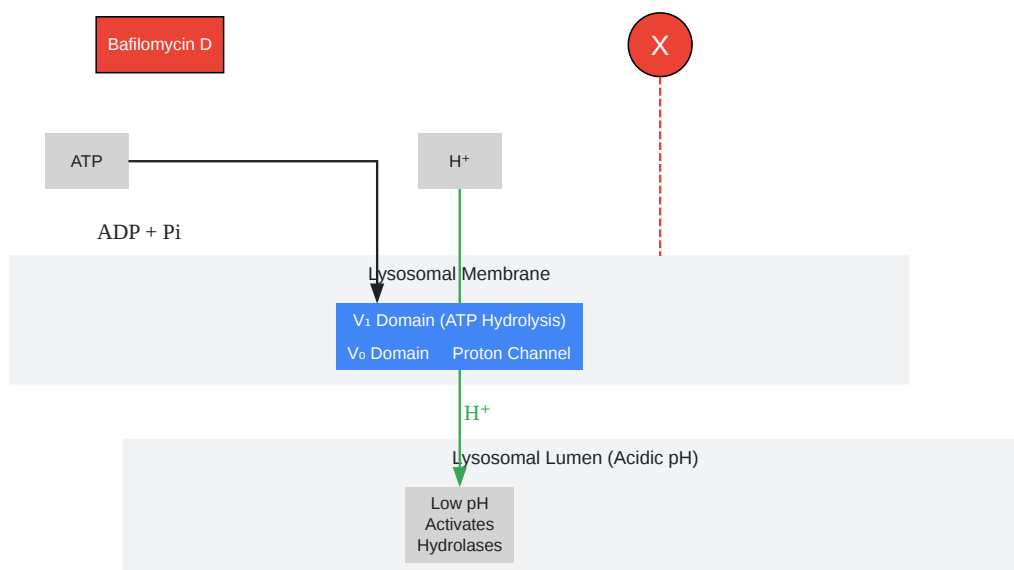 Bafilomycin D
X
ATP
H⁺
ADP + Pi
Lysosomal Membrane
V₁ Domain (ATP Hydrolysis)
V₀ Domain Proton Channel
H⁺
Lysosomal Lumen (Acidic pH)
Low pH
Activates
Hydrolases